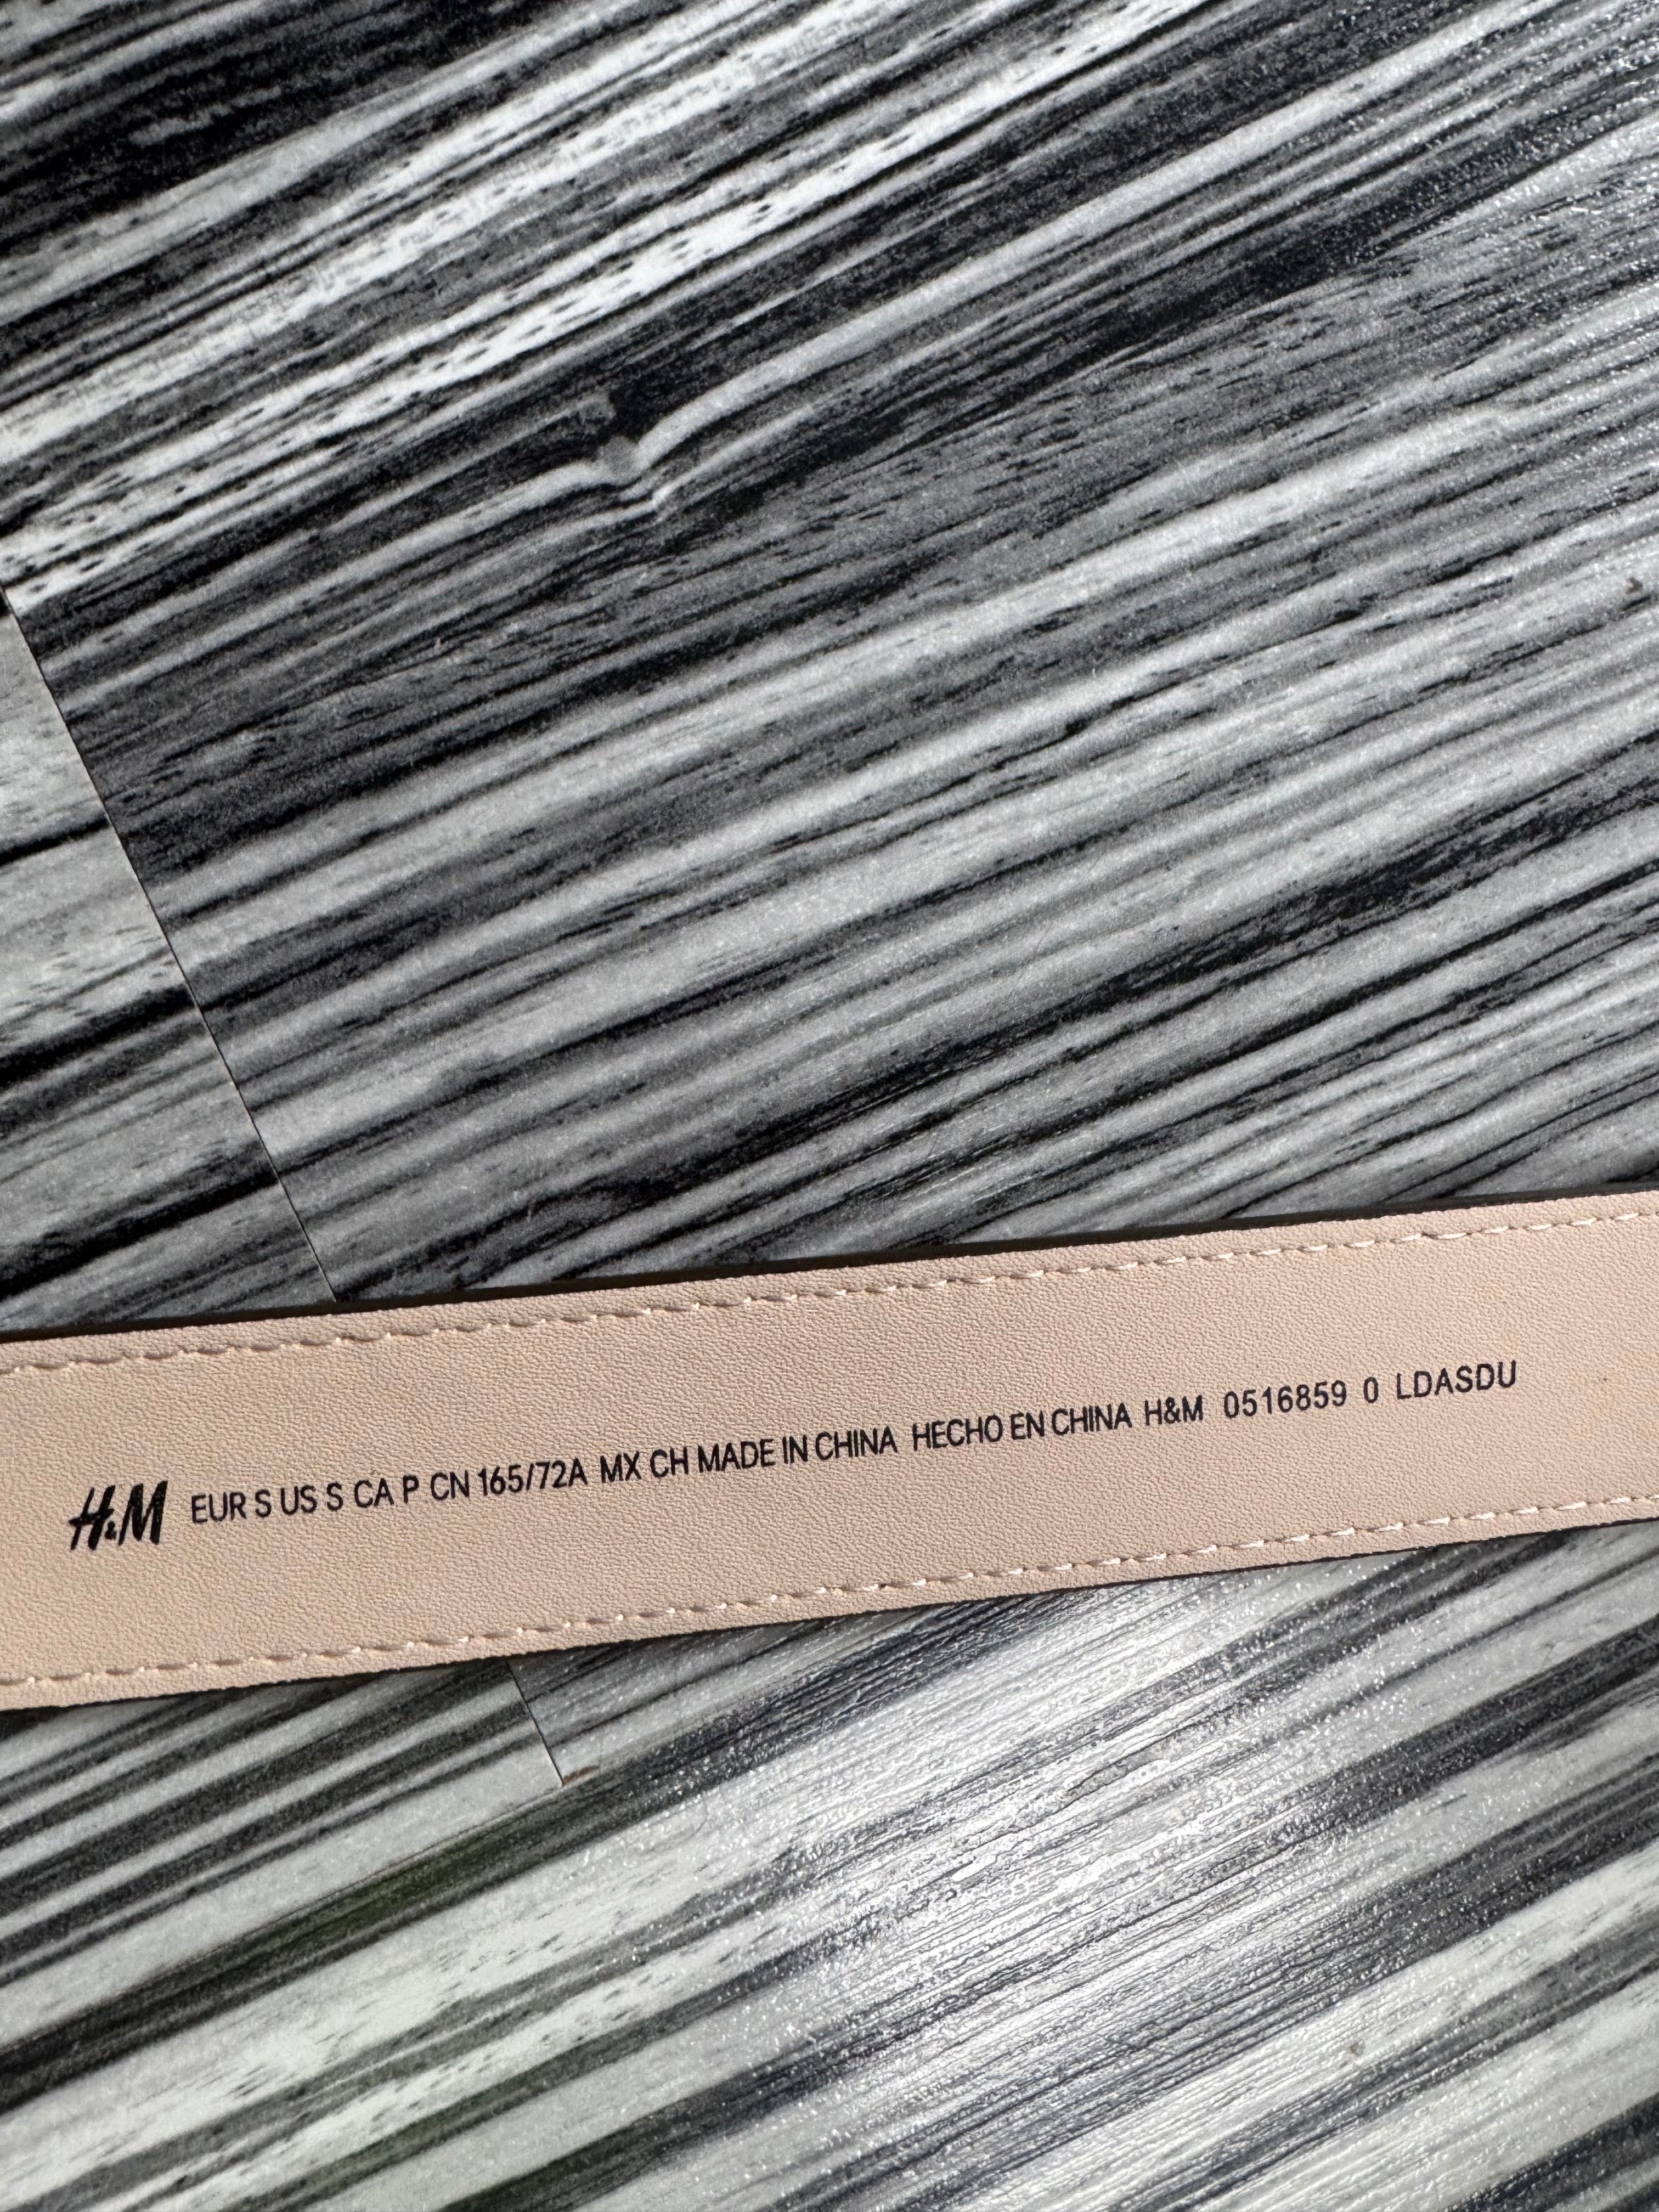 H&M EUR S US S CA P CN 165/72A MX CH MADE IN CHINA HECHO EN CHINA H&M 0516859 0 LDASDU